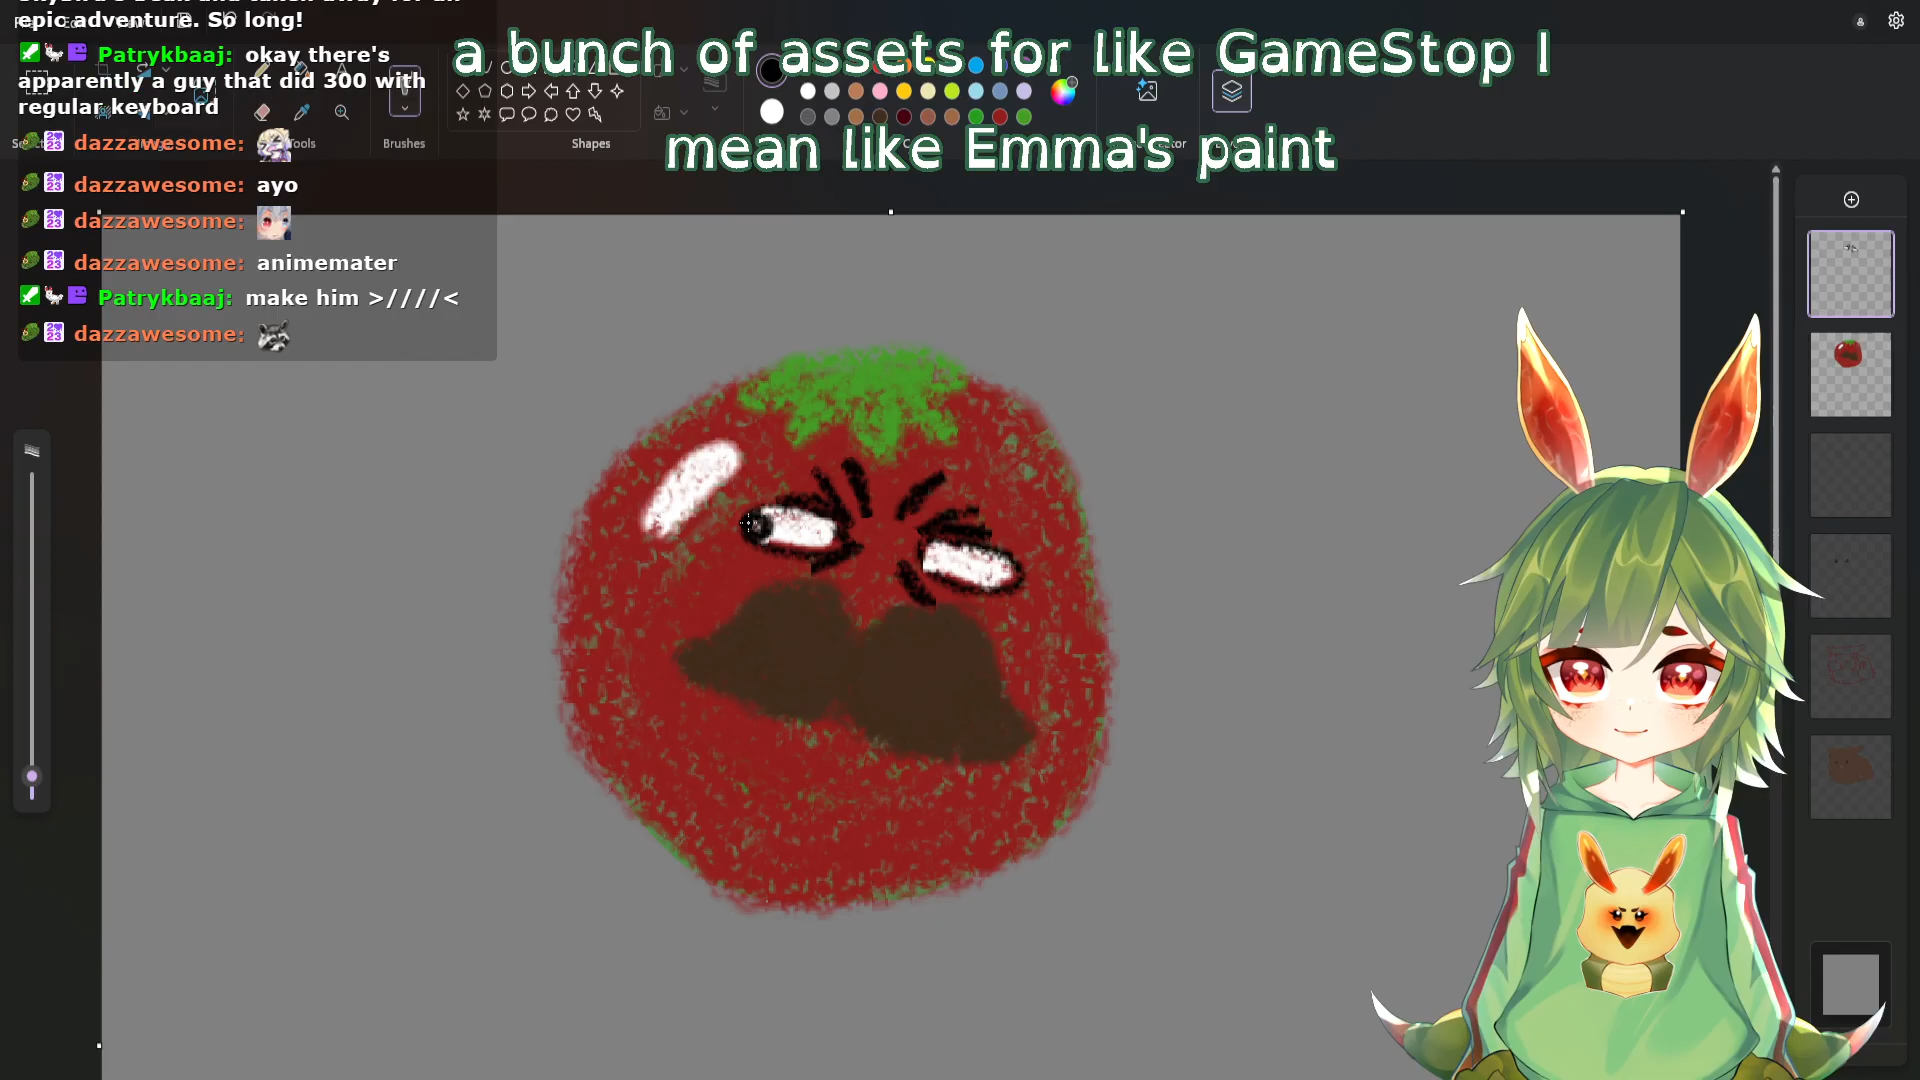 epic adventure. So long!
Patrykbaaj: okay there's
apparently a guy that did 300 with
regular keyboard
dazzawesome:
dazzawesome: ayo
dazzawesome:
dazzawesome: animemater
Patrykbaaj: make him >////<
dazzawesome:
a bunch of assets for like GameStop I
mean like Emma's paint
Tools
Brushes
Shapes